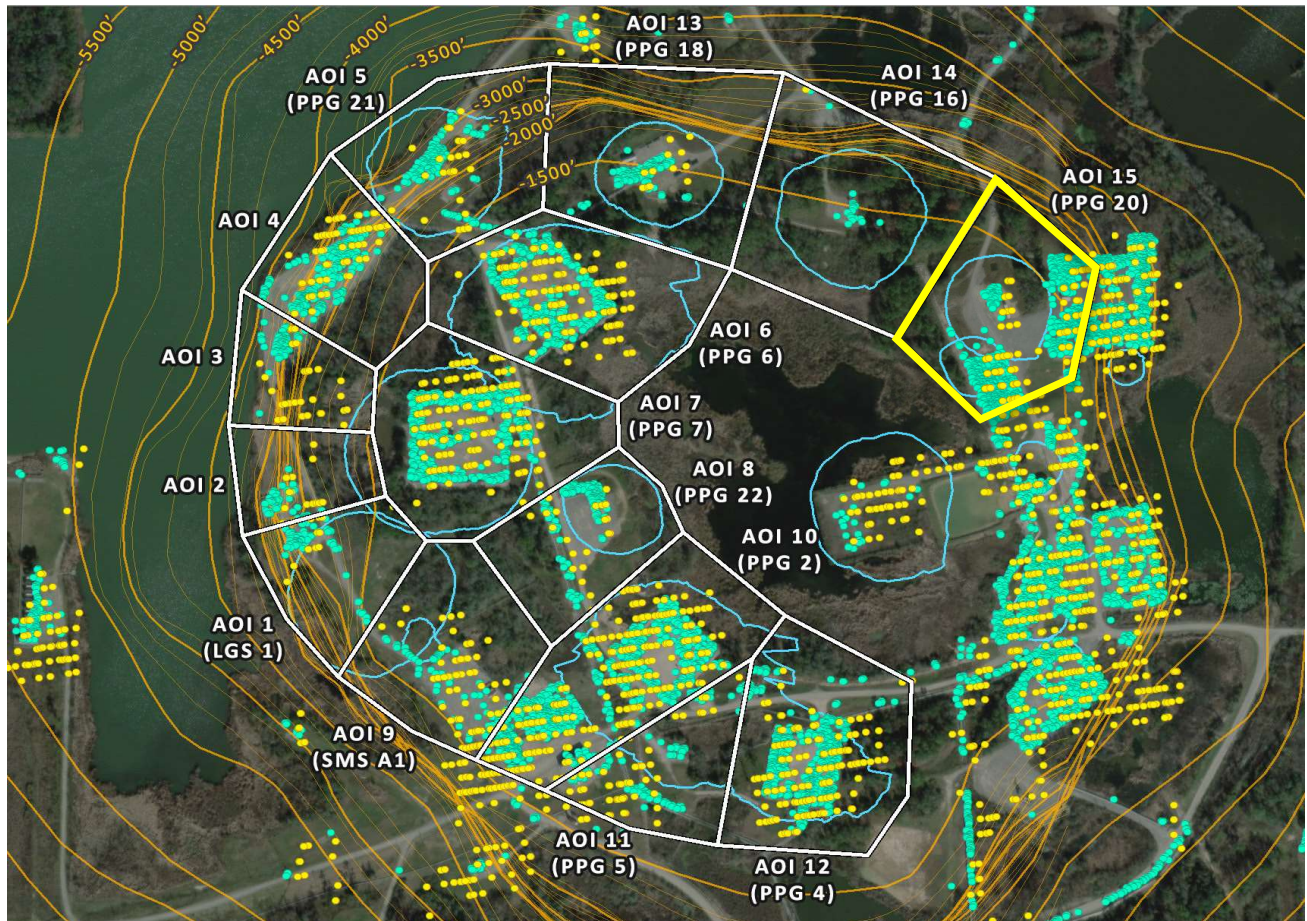 -5500'
-5000'
-4500'
-4000'
-3500'
-3000'
-2500'
-2000'
-1500'
AOI 13
(PPG 18)
AOI 14
(PPG 16)
AOI 5
(PPG 21)
AOI 15
(PPG 20)
AOI 4
AOI 3
AOI 6
(PPG 6)
AOI 7
(PPG 7)
AOI 8
(PPG 22)
AOI 2
AOI 10
(PPG 2)
AOI 1
(LGS 1)
AOI 9
(SMS A1)
AOI 11
(PPG 5)
AOI 12
(PPG 4)